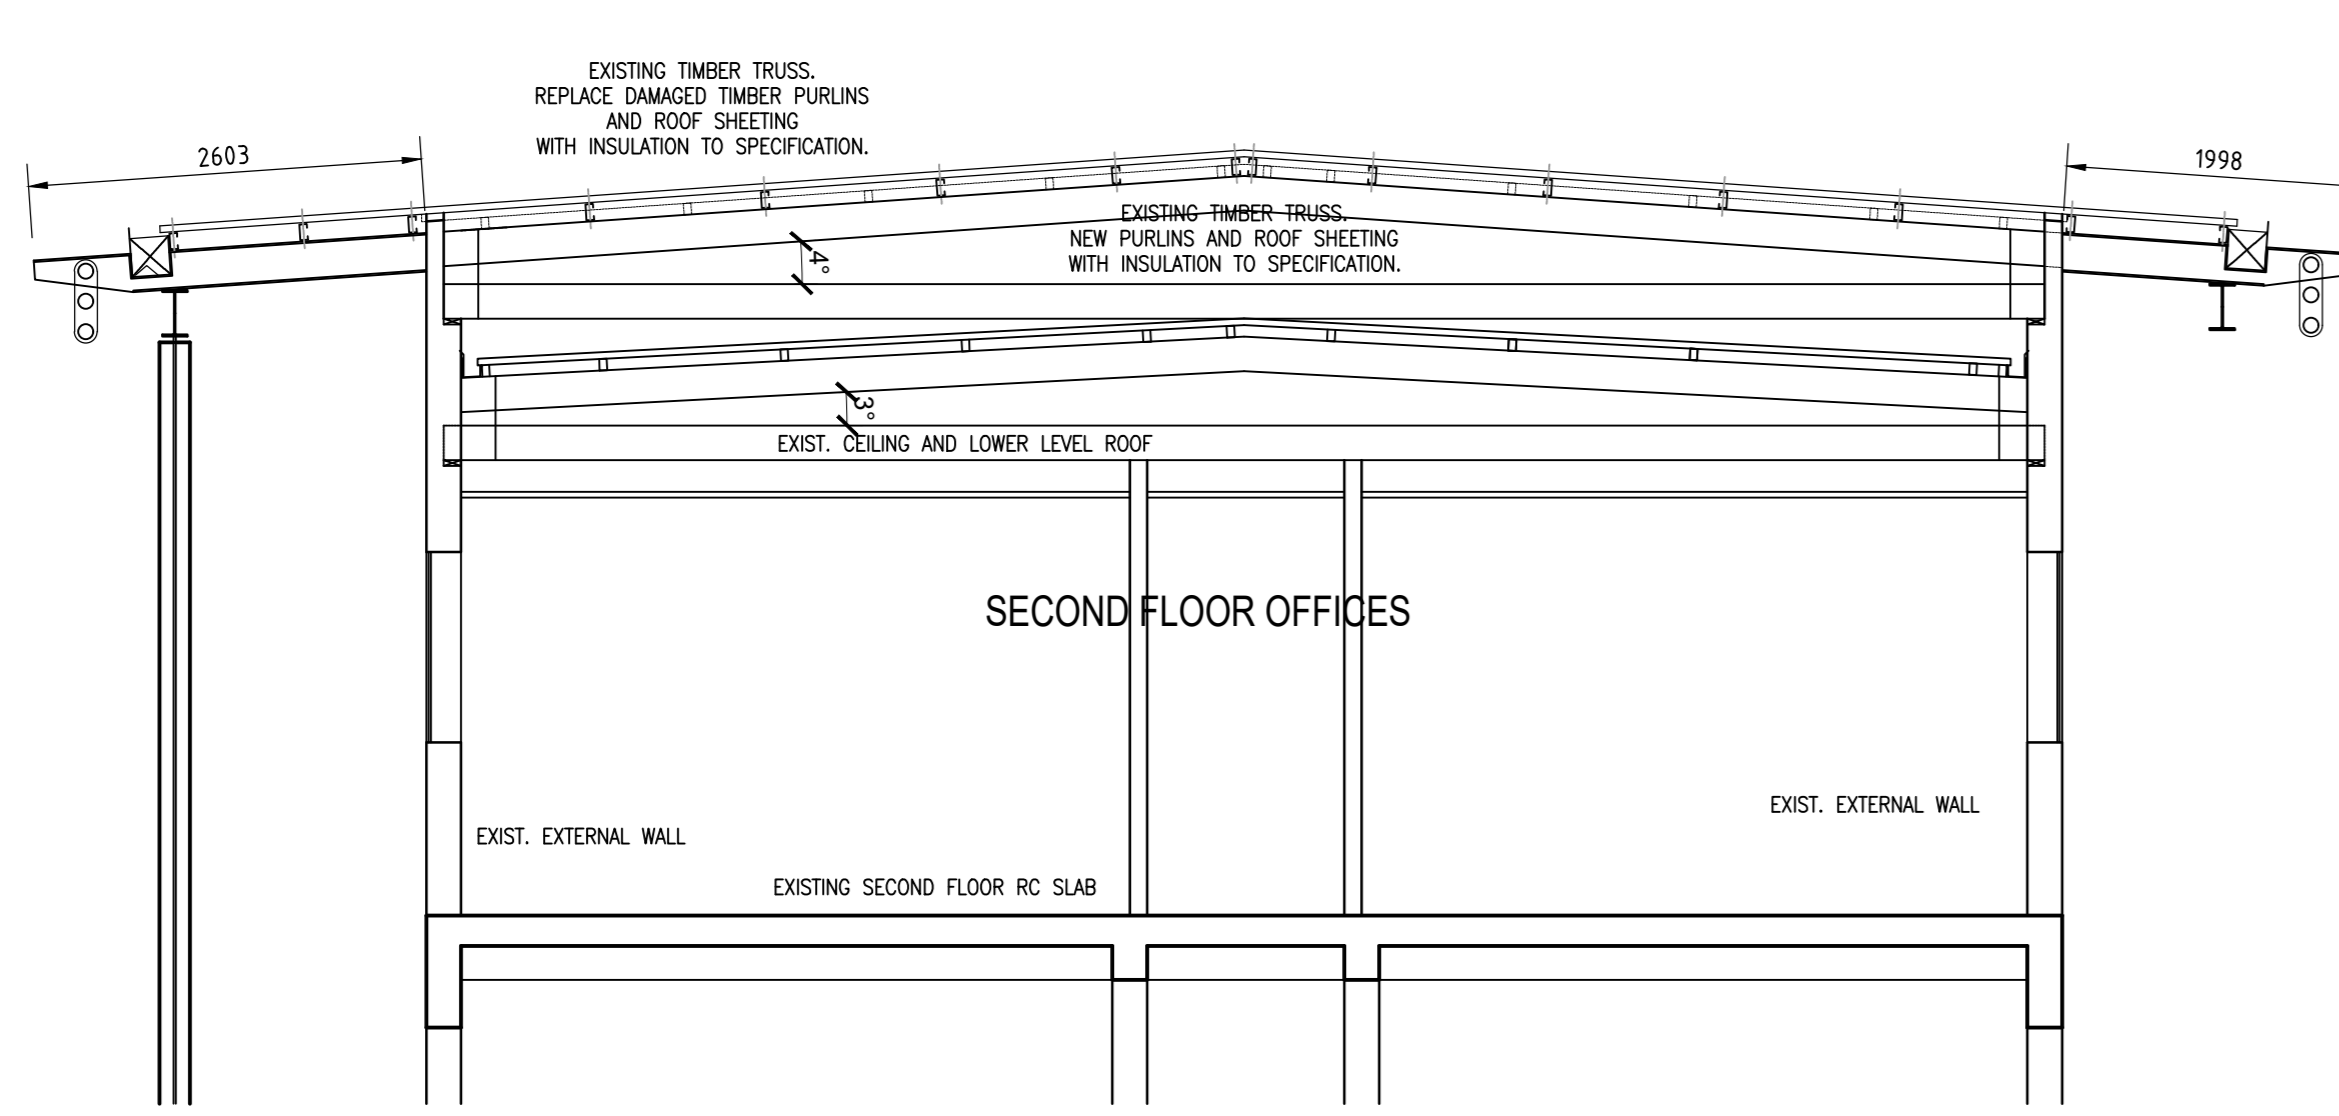 EXISTING TIMBER TRUSS.
REPLACE DAMAGED TIMBER PURLINS
AND ROOF SHEETING
WITH INSULATION TO SPECIFICATION.
2603
1998
EXISTING TIMBER TRUSS.
NEW PURLINS AND ROOF SHEETING
WITH INSULATION TO SPECIFICATION.
4°
3°
EXIST. CEILING AND LOWER LEVEL ROOF
SECOND FLOOR OFFICES
EXIST. EXTERNAL WALL
EXIST. EXTERNAL WALL
EXISTING SECOND FLOOR RC SLAB